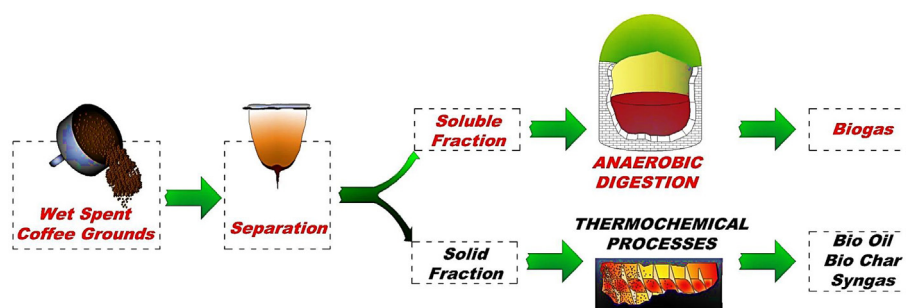 Wet Spent
Coffee Grounds
Separation
Soluble
Fraction
ANAEROBIC
DIGESTION
Biogas
Solid
Fraction
THERMOCHEMICAL
PROCESSES
Bio Oil
Bio Char
Syngas